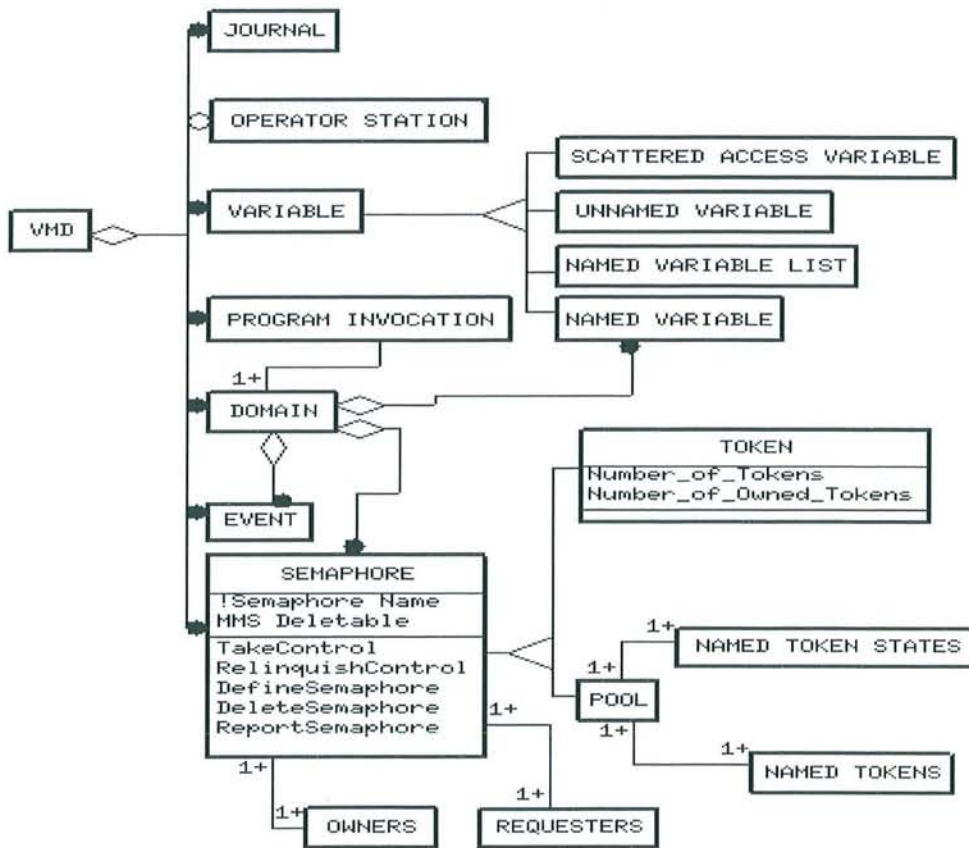 JOURNAL
OPERATOR STATION
SCATTERED ACCESS VARIABLE
VARIABLE
UNNAMED VARIABLE
VMD
NAMED VARIABLE LIST
PROGRAM INVOCATION
NAMED VARIABLE
1+
DOMAIN
TOKEN
Number_of_Tokens
Number_of_Owned_Tokens
EVENT
SEMAPHORE
!Semaphore Name
MMS Deletable
TakeControl
RelinquishControl
DefineSemaphore
DeleteSemaphore
ReportSemaphore
1+
NAMED TOKEN STATES
1+
POOL
1+
1+
NAMED TOKENS
1+
1+
1+
OWNERS
1+
REQUESTERS